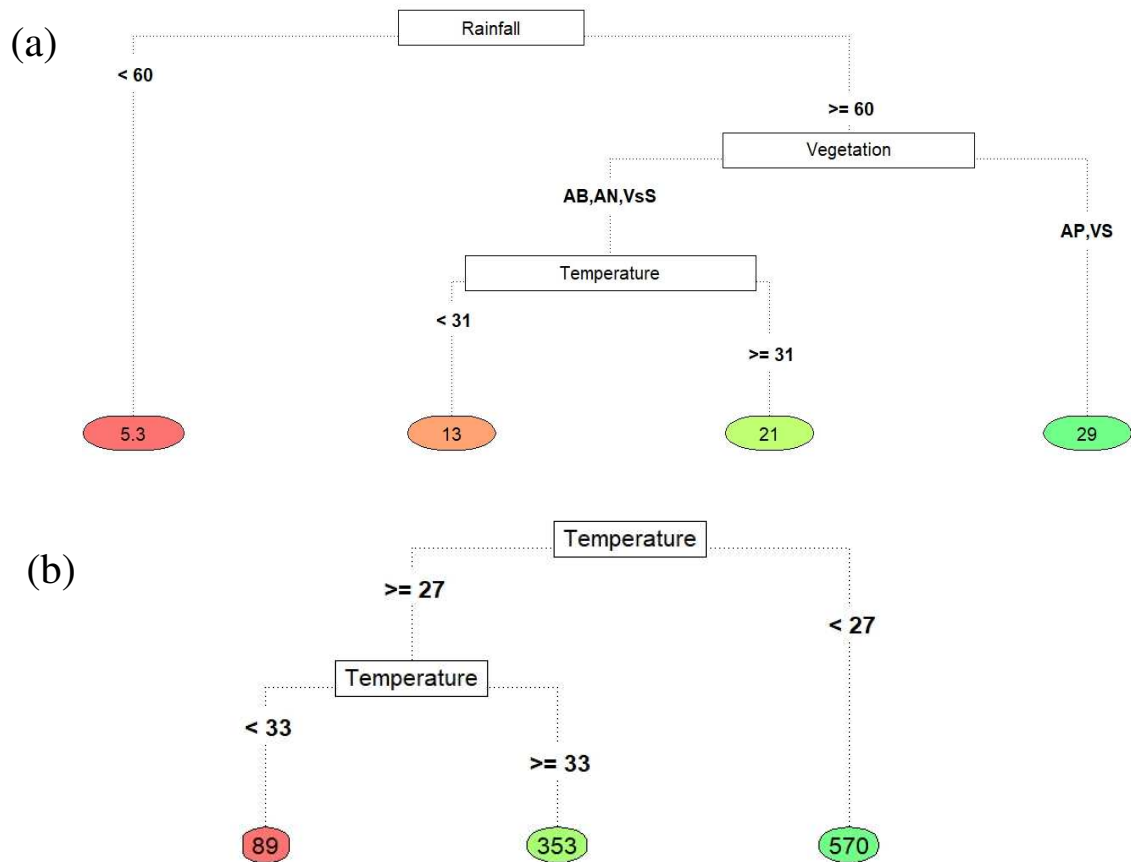 (a)
Rainfall
< 60
>= 60
Vegetation
AB,AN,VsS
AP,VS
Temperature
< 31
>= 31
5.3
13
21
29
(b)
Temperature
>= 27
< 27
Temperature
< 33
>= 33
89
353
570